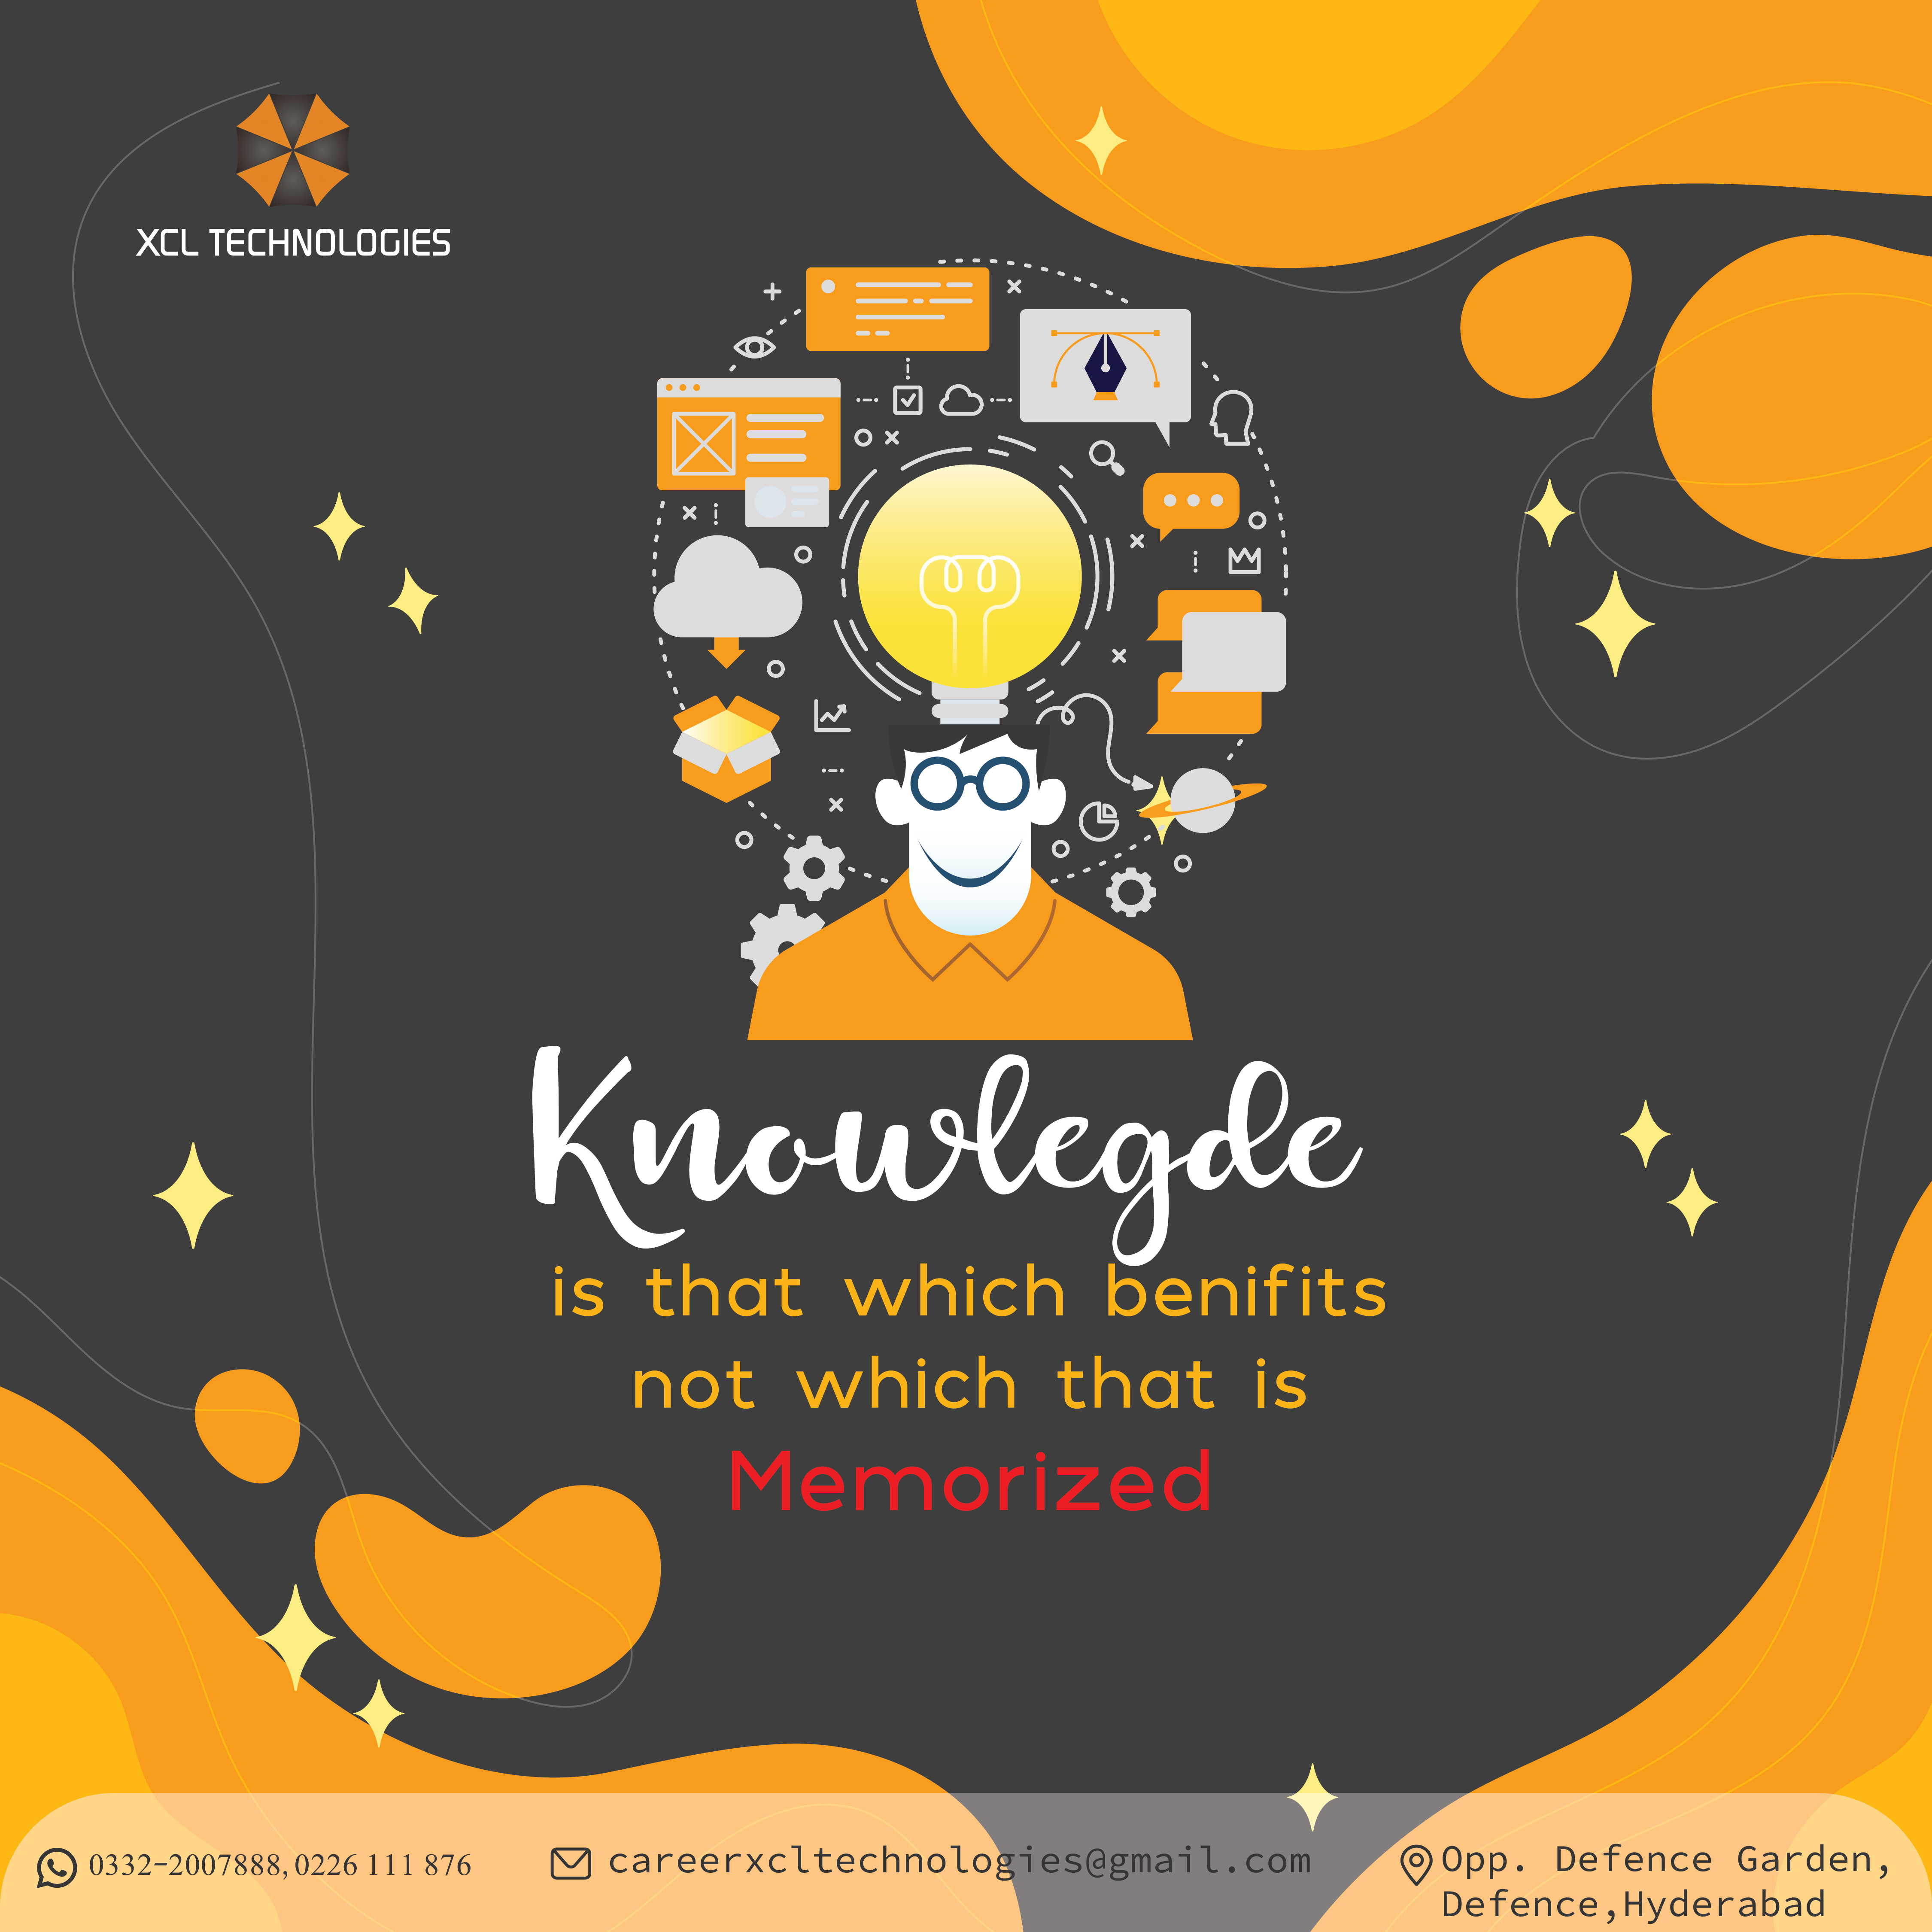 XCL TECHNOLOGIES
Knowlegde
is that which benifits
not which that is
Memorized
0332-2007888, 0226 111 876
careerxcltechnologies@gmail.com
Opp. Defence Garden,
Defence,Hyderabad